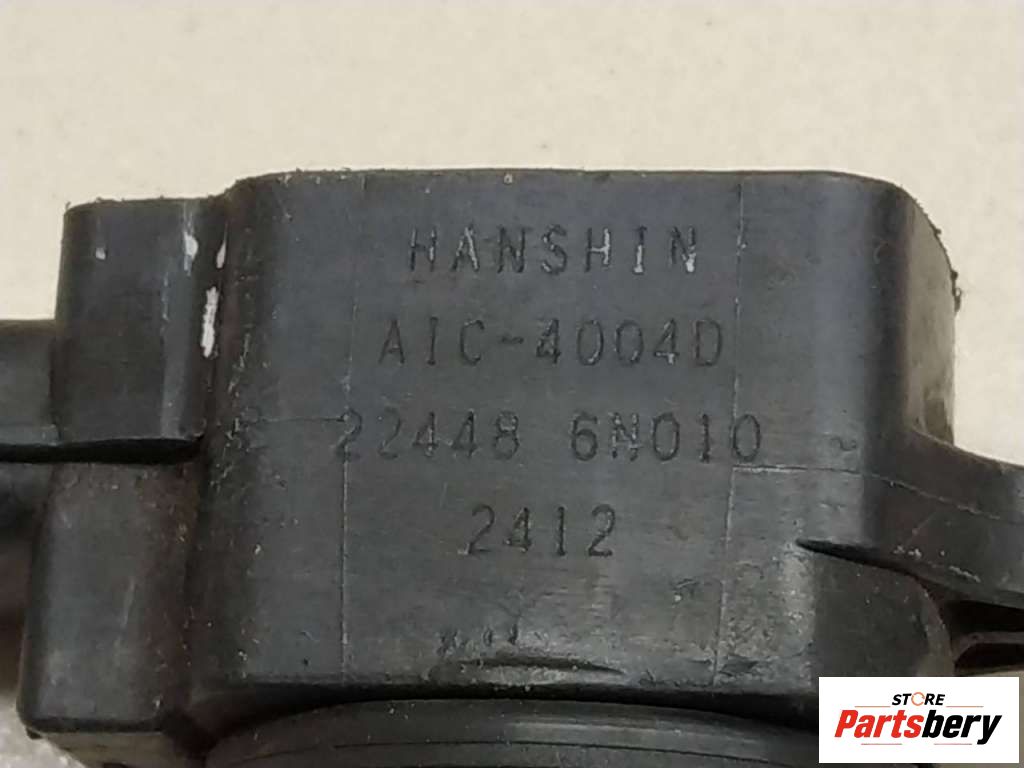 HANSHIN
AIC-4004D
22448 6N010
2412
STORE
Partsbery